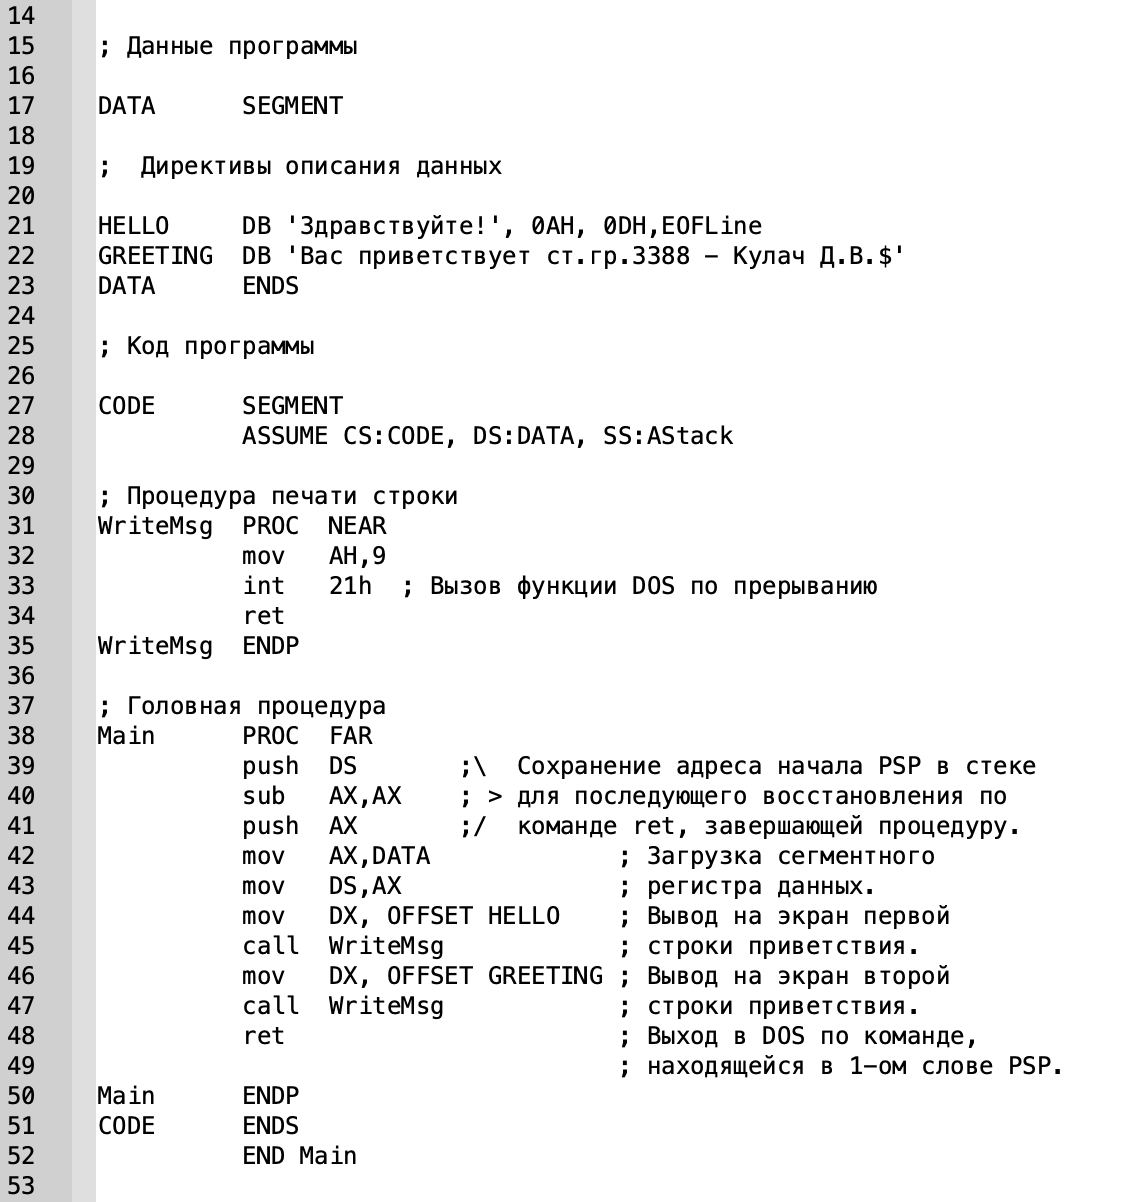 14
15 ; Данные программы
16
17 DATA      SEGMENT
18
19 ;  Директивы описания данных
20
21 HELLO     DB 'Здравствуйте!', 0AH, 0DH,EOFLine
22 GREETING  DB 'Вас приветствует ст.гр.3388 – Кулач Д.В.$'
23 DATA      ENDS
24
25 ; Код программы
26
27 CODE      SEGMENT
28           ASSUME CS:CODE, DS:DATA, SS:AStack
29
30 ; Процедура печати строки
31 WriteMsg  PROC  NEAR
32           mov   AH,9
33           int   21h  ; Вызов функции DOS по прерыванию
34           ret
35 WriteMsg  ENDP
36
37 ; Головная процедура
38 Main      PROC  FAR
39           push  DS       ;\  Сохранение адреса начала PSP в стеке
40           sub   AX,AX    ; > для последующего восстановления по
41           push  AX       ;/  команде ret, завершающей процедуру.
42           mov   AX,DATA             ; Загрузка сегментного
43           mov   DS,AX               ; регистра данных.
44           mov   DX, OFFSET HELLO    ; Вывод на экран первой
45           call  WriteMsg            ; строки приветствия.
46           mov   DX, OFFSET GREETING ; Вывод на экран второй
47           call  WriteMsg            ; строки приветствия.
48           ret                       ; Выход в DOS по команде,
49                                     ; находящейся в 1–ом слове PSP.
50 Main      ENDP
51 CODE      ENDS
52           END Main
53